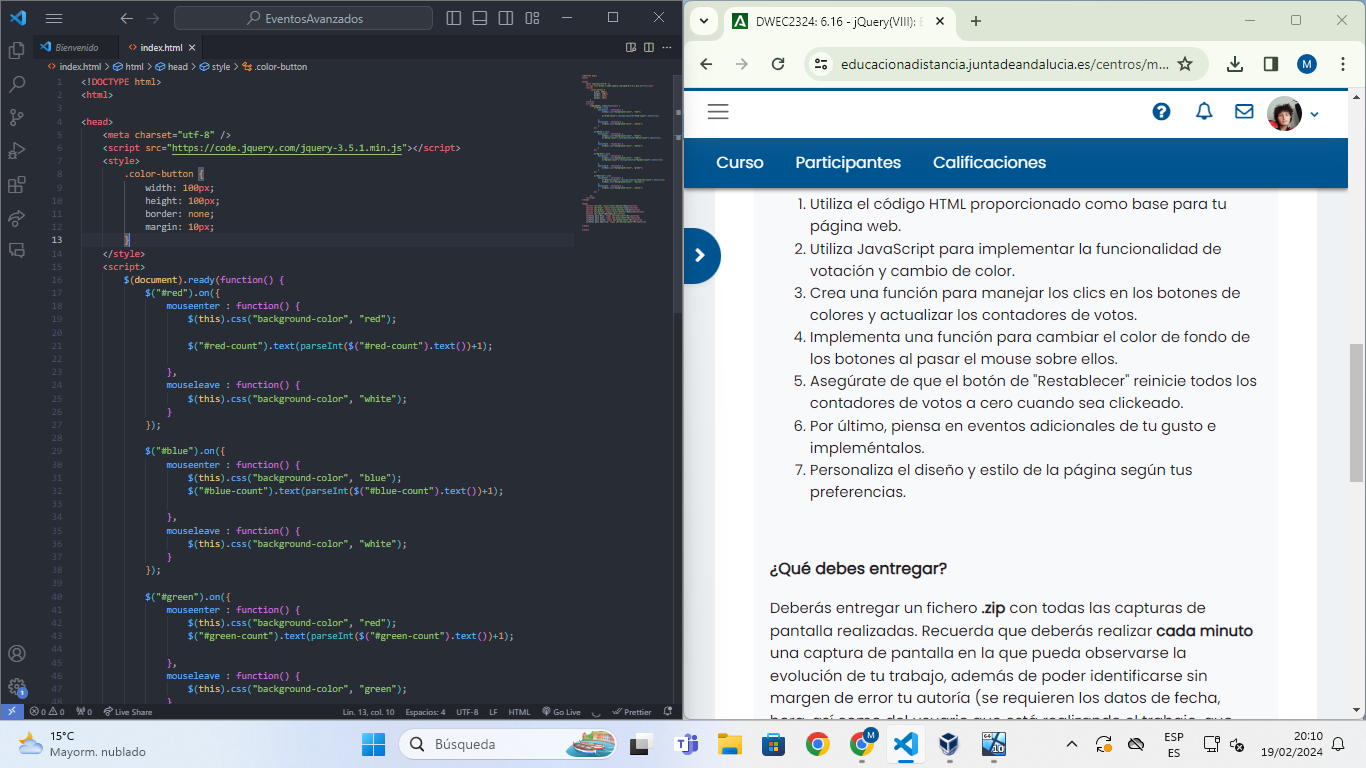 EventosAvanzados
Bienvenido
index.html
index.html > html > head > style > .color-button
1 <!DOCTYPE html>
2 <html>
3
4 <head>
5 <meta charset="utf-8" />
6 <script src="https://code.jquery.com/jquery-3.5.1.min.js"></script>
7 <style>
8 .color-button {
9 width: 100px;
10 height: 100px;
11 border: none;
12 margin: 10px;
13 }
14 </style>
15 <script>
16 $(document).ready(function() {
17 $("#red").on({
18 mouseenter : function() {
19 $(this).css("background-color", "red");
20
21 $("#red-count").text(parseInt($("#red-count").text())+1);
22
23 },
24 mouseleave : function() {
25 $(this).css("background-color", "white");
26 }
27 });
28
29 $("#blue").on({
30 mouseenter : function() {
31 $(this).css("background-color", "blue");
32 $("#blue-count").text(parseInt($("#blue-count").text())+1);
33
34 },
35 mouseleave : function() {
36 $(this).css("background-color", "white");
37 }
38 });
39
40 $("#green").on({
41 mouseenter : function() {
42 $(this).css("background-color", "red");
43 $("#green-count").text(parseInt($("#green-count").text())+1);
44
45 },
46 mouseleave : function() {
47 $(this).css("background-color", "green");
48 }
0 0 0 Live Share Lín. 13, col. 10 Espacios: 4 UTF-8 LF HTML Go Live Prettier
DWEC2324: 6.16 - jQuery(VIII): E
educacionadistancia.juntadeandalucia.es/centros/m...
M
Curso Participantes Calificaciones
1. Utiliza el código HTML proporcionado como base para tu
página web.
2. Utiliza JavaScript para implementar la funcionalidad de
votación y cambio de color.
3. Crea una función para manejar los clics en los botones de
colores y actualizar los contadores de votos.
4. Implementa una función para cambiar el color de fondo de
los botones al pasar el mouse sobre ellos.
5. Asegúrate de que el botón de "Restablecer" reinicie todos los
contadores de votos a cero cuando sea clickeado.
6. Por último, piensa en eventos adicionales de tu gusto e
impleméntalos.
7. Personaliza el diseño y estilo de la página según tus
preferencias.
¿Qué debes entregar?
Deberás entregar un fichero .zip con todas las capturas de
pantalla realizadas. Recuerda que deberás realizar cada minuto
una captura de pantalla en la que pueda observarse la
evolución de tu trabajo, además de poder identificarse sin
margen de error tu autoría (se requieren los datos de fecha,
hora, así como del usuario que está realizando el trabajo, que
15°C
Mayorm. nublado
Búsqueda
ESP
ES
20:10
19/02/2024